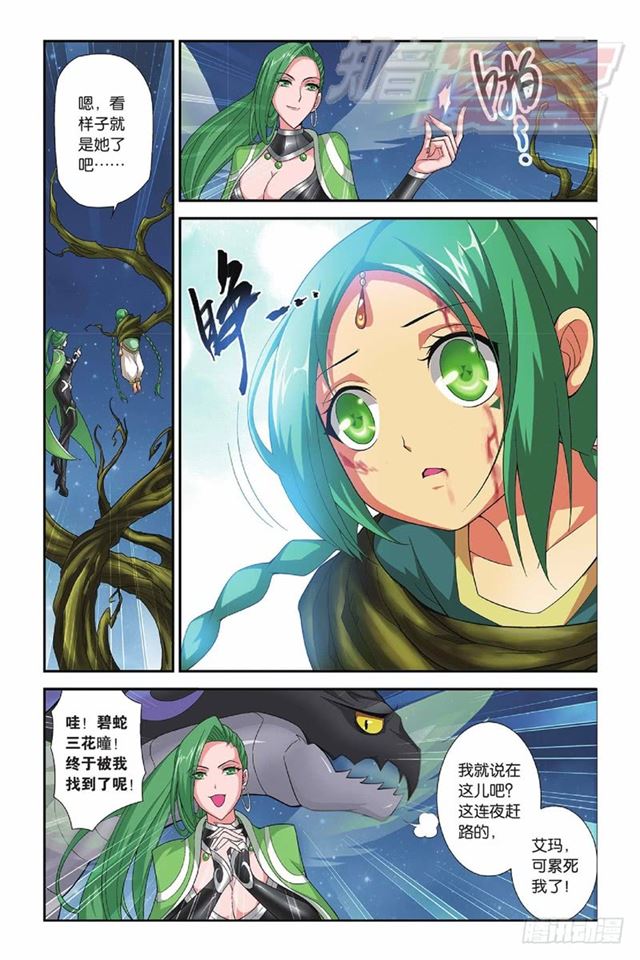 嗯，看
样子就
是她了
吧……
知音漫客
啪
睁…
哇！碧蛇
三花瞳！
终于被我
找到了呢！
我就说在
这儿吧？
这连夜赶
路的，
艾玛，
可累死
我了！
腾讯动漫